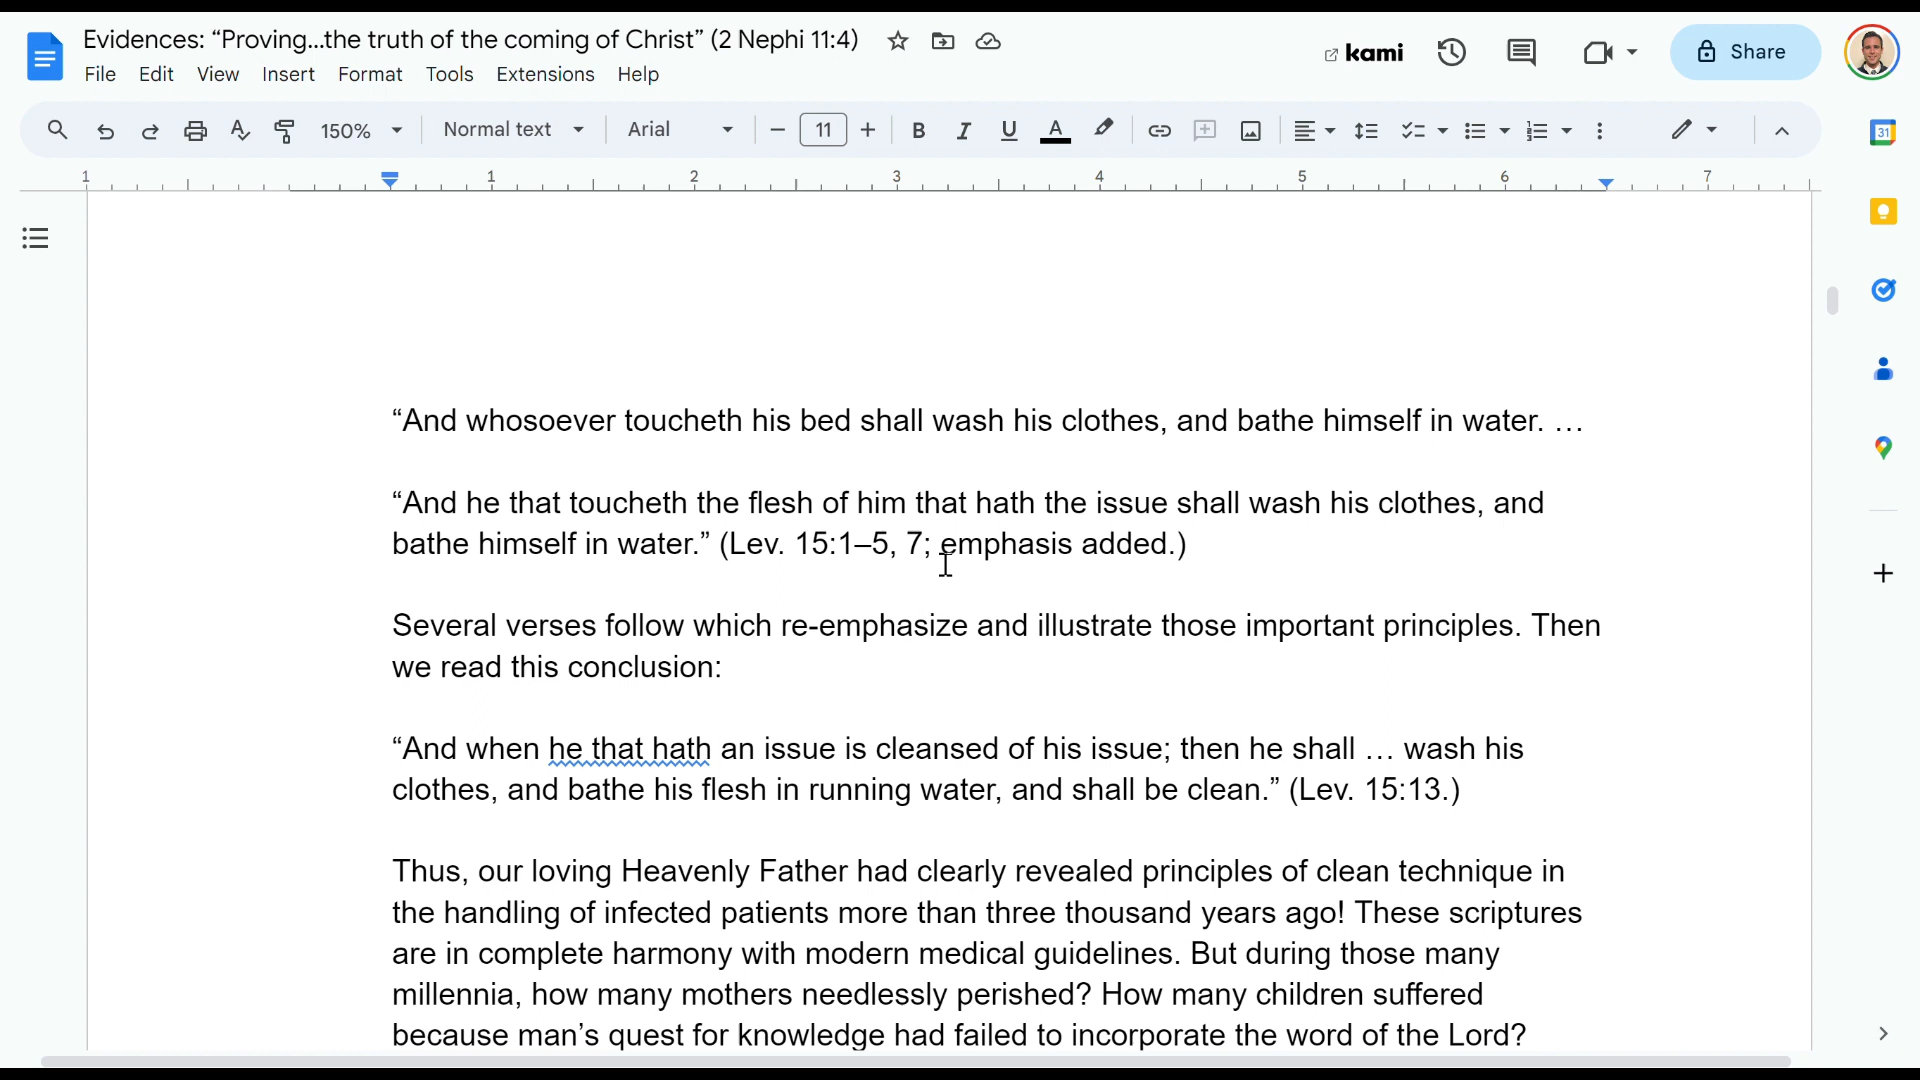 Evidences: “Proving...the truth of the coming of Christ” (2 Nephi 11:4)
File Edit View Insert Format Tools Extensions Help
kami
Share
150% Normal text Arial 11
B I U A
31
1 1 2 3 4 5 6 7
“And whosoever toucheth his bed shall wash his clothes, and bathe himself in water. …
“And he that toucheth the flesh of him that hath the issue shall wash his clothes, and
bathe himself in water.” (Lev. 15:1–5, 7; emphasis added.)
Several verses follow which re-emphasize and illustrate those important principles. Then
we read this conclusion:
“And when he that hath an issue is cleansed of his issue; then he shall … wash his
clothes, and bathe his flesh in running water, and shall be clean.” (Lev. 15:13.)
Thus, our loving Heavenly Father had clearly revealed principles of clean technique in
the handling of infected patients more than three thousand years ago! These scriptures
are in complete harmony with modern medical guidelines. But during those many
millennia, how many mothers needlessly perished? How many children suffered
because man’s quest for knowledge had failed to incorporate the word of the Lord?